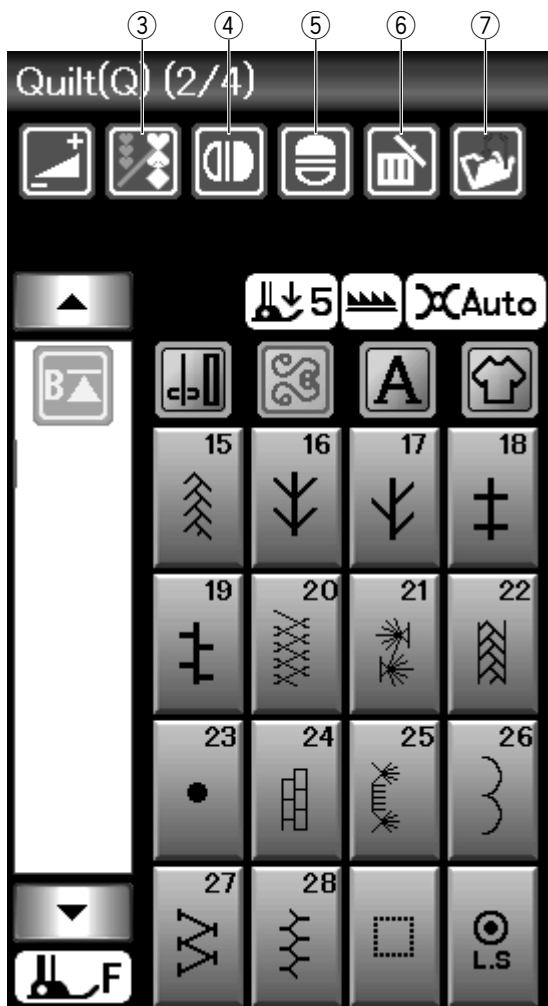 ③ ④ ⑤ ⑥ ⑦
Quilt(Q) (2/4)
5 Auto
B A
15 16 17 18
19 20 21 22
23 24 25 26
27 28
L.S
F